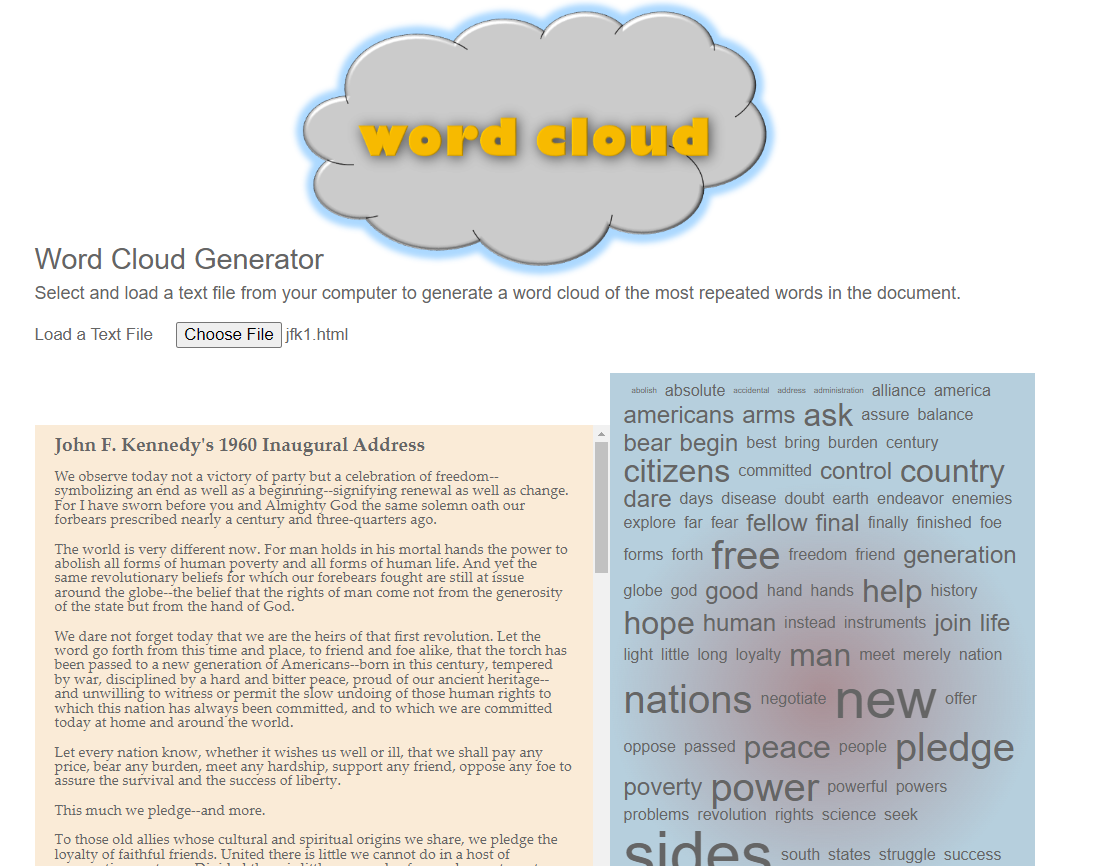 word cloud
Word Cloud Generator
Select and load a text file from your computer to generate a word cloud of the most repeated words in the document.
Load a Text File Choose File jfk1.html
John F. Kennedy's 1960 Inaugural Address
We observe today not a victory of party but a celebration of freedom--
symbolizing an end as well as a beginning--signifying renewal as well as change.
For I have sworn before you and Almighty God the same solemn oath our
forbears prescribed nearly a century and three-quarters ago.
The world is very different now. For man holds in his mortal hands the power to
abolish all forms of human poverty and all forms of human life. And yet the
same revolutionary beliefs for which our forebears fought are still at issue
around the globe--the belief that the rights of man come not from the generosity
of the state but from the hand of God.
We dare not forget today that we are the heirs of that first revolution. Let the
word go forth from this time and place, to friend and foe alike, that the torch has
been passed to a new generation of Americans--born in this century, tempered
by war, disciplined by a hard and bitter peace, proud of our ancient heritage--
and unwilling to witness or permit the slow undoing of those human rights to
which this nation has always been committed, and to which we are committed
today at home and around the world.
Let every nation know, whether it wishes us well or ill, that we shall pay any
price, bear any burden, meet any hardship, support any friend, oppose any foe to
assure the survival and the success of liberty.
This much we pledge--and more.
To those old allies whose cultural and spiritual origins we share, we pledge the
loyalty of faithful friends. United there is little we cannot do in a host of
abolish absolute accidental address administration alliance america
americans arms ask assure balance
bear begin best bring burden century
citizens committed control country
dare days disease doubt earth endeavor enemies
explore far fear fellow final finally finished foe
forms forth free freedom friend generation
globe god good hand hands help history
hope human instead instruments join life
light little long loyalty man meet merely nation
nations negotiate new offer
oppose passed peace people pledge
poverty power powerful powers
problems revolution rights science seek
sides south states struggle success